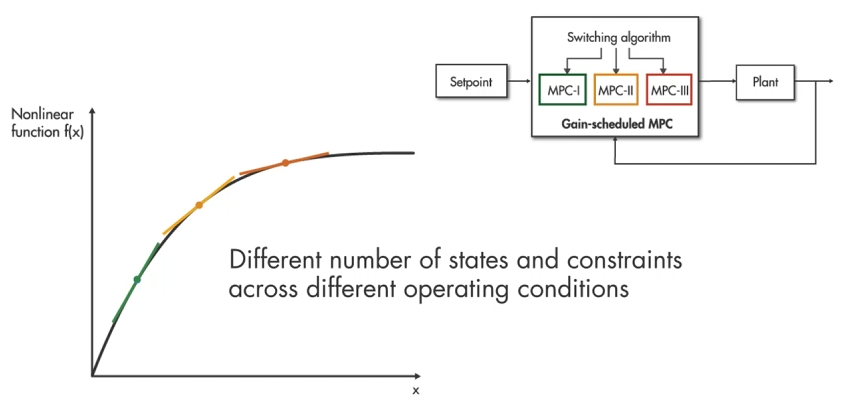 Switching algorithm
Setpoint
MPC-I
MPC-II
MPC-III
Plant
Gain-scheduled MPC
Nonlinear
function f(x)
Different number of states and constraints
across different operating conditions
x